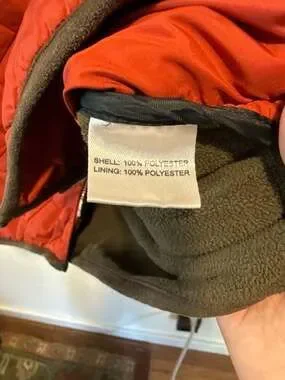 SHELL: 100% POLYESTER
LINING: 100% POLYESTER